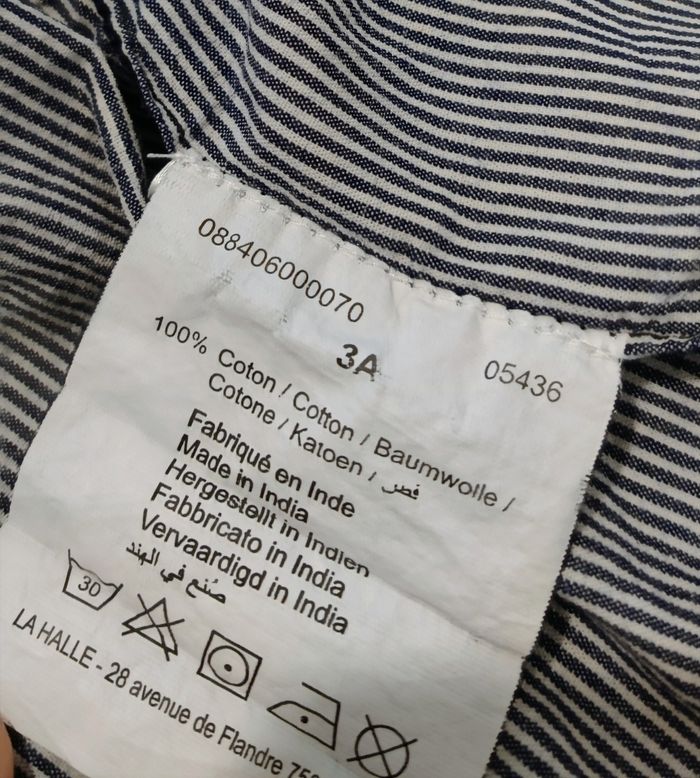 088406000070
3A
05436
100% Coton / Cotton / Baumwolle /
Cotone / Katoen / قطن
Fabriqué en Inde
Made in India
Hergestellt in Indien
Fabbricato in India
Vervaardigd in India
صُنع في الهند
30
LA HALLE - 28 avenue de Flandre